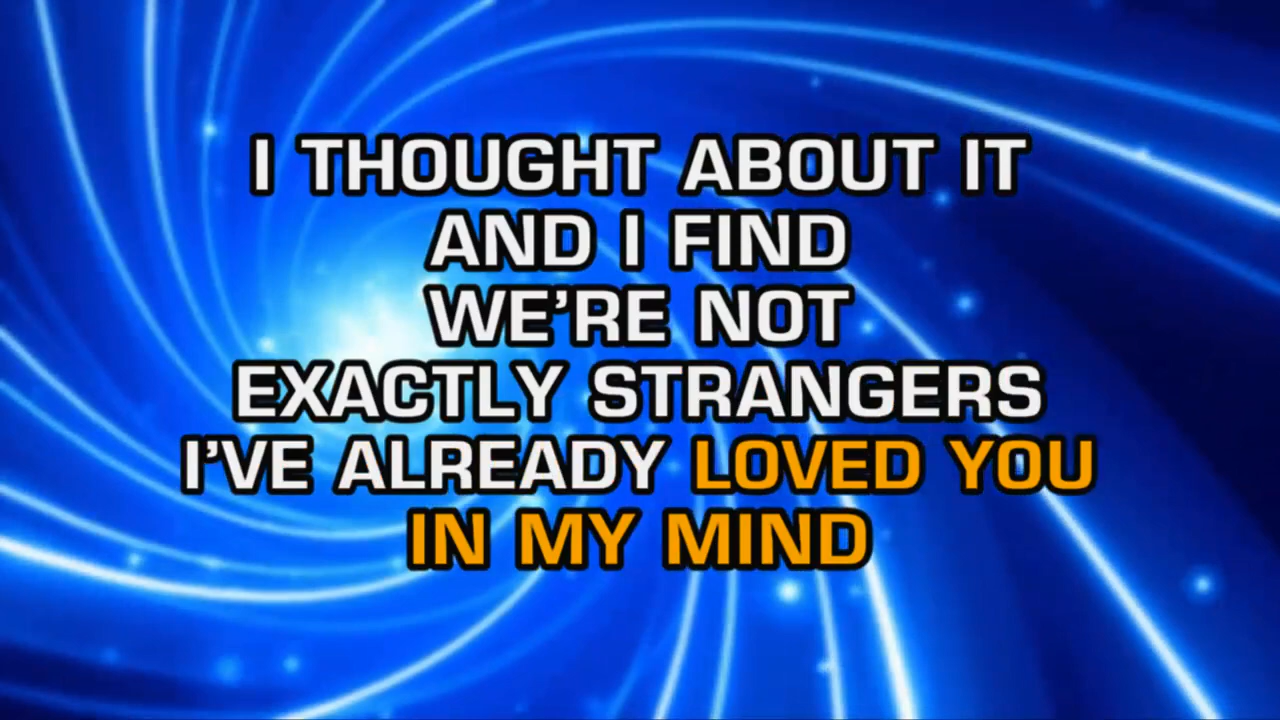 I THOUGHT ABOUT IT
AND I FIND
WE’RE NOT
EXACTLY STRANGERS
I’VE ALREADY LOVED YOU
IN MY MIND